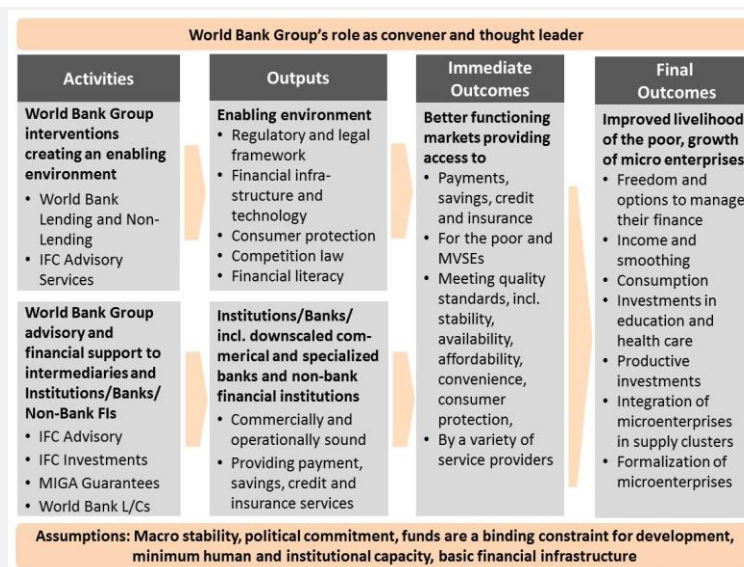 World Bank Group's role as convener and thought leader
Activities
World Bank Group
interventions
creating an enabling
environment
• World Bank
Lending and Non-
Lending
• IFC Advisory
Services
World Bank Group
advisory and
financial support to
intermediaries and
Institutions/Banks/
Non-Bank FIs
• IFC Advisory
• IFC Investments
• MIGA Guarantees
• World Bank L/Cs
Outputs
Enabling environment
• Regulatory and legal
framework
• Financial infra-
structure and
technology
• Consumer protection
• Competition law
• Financial literacy
Institutions/Banks/
incl. downscaled com-
merical and specialized
banks and non-bank
financial institutions
• Commercially and
operationally sound
• Providing payment,
savings, credit and
insurance services
Immediate
Outcomes
Better functioning
markets providing
access to
• Payments,
savings, credit
and insurance
• For the poor and
MVSEs
• Meeting quality
standards, incl.
stability,
availability,
affordability,
convenience,
consumer
protection,
• By a variety of
service providers
Final
Outcomes
Improved livelihood
of the poor, growth
of micro enterprises
• Freedom and
options to manage
their finance
• Income and
smoothing
• Consumption
• Investments in
education and
health care
• Productive
investments
• Integration of
microenterprises
in supply clusters
• Formalization of
microenterprises
Assumptions: Macro stability, political commitment, funds are a binding constraint for development,
minimum human and institutional capacity, basic financial infrastructure